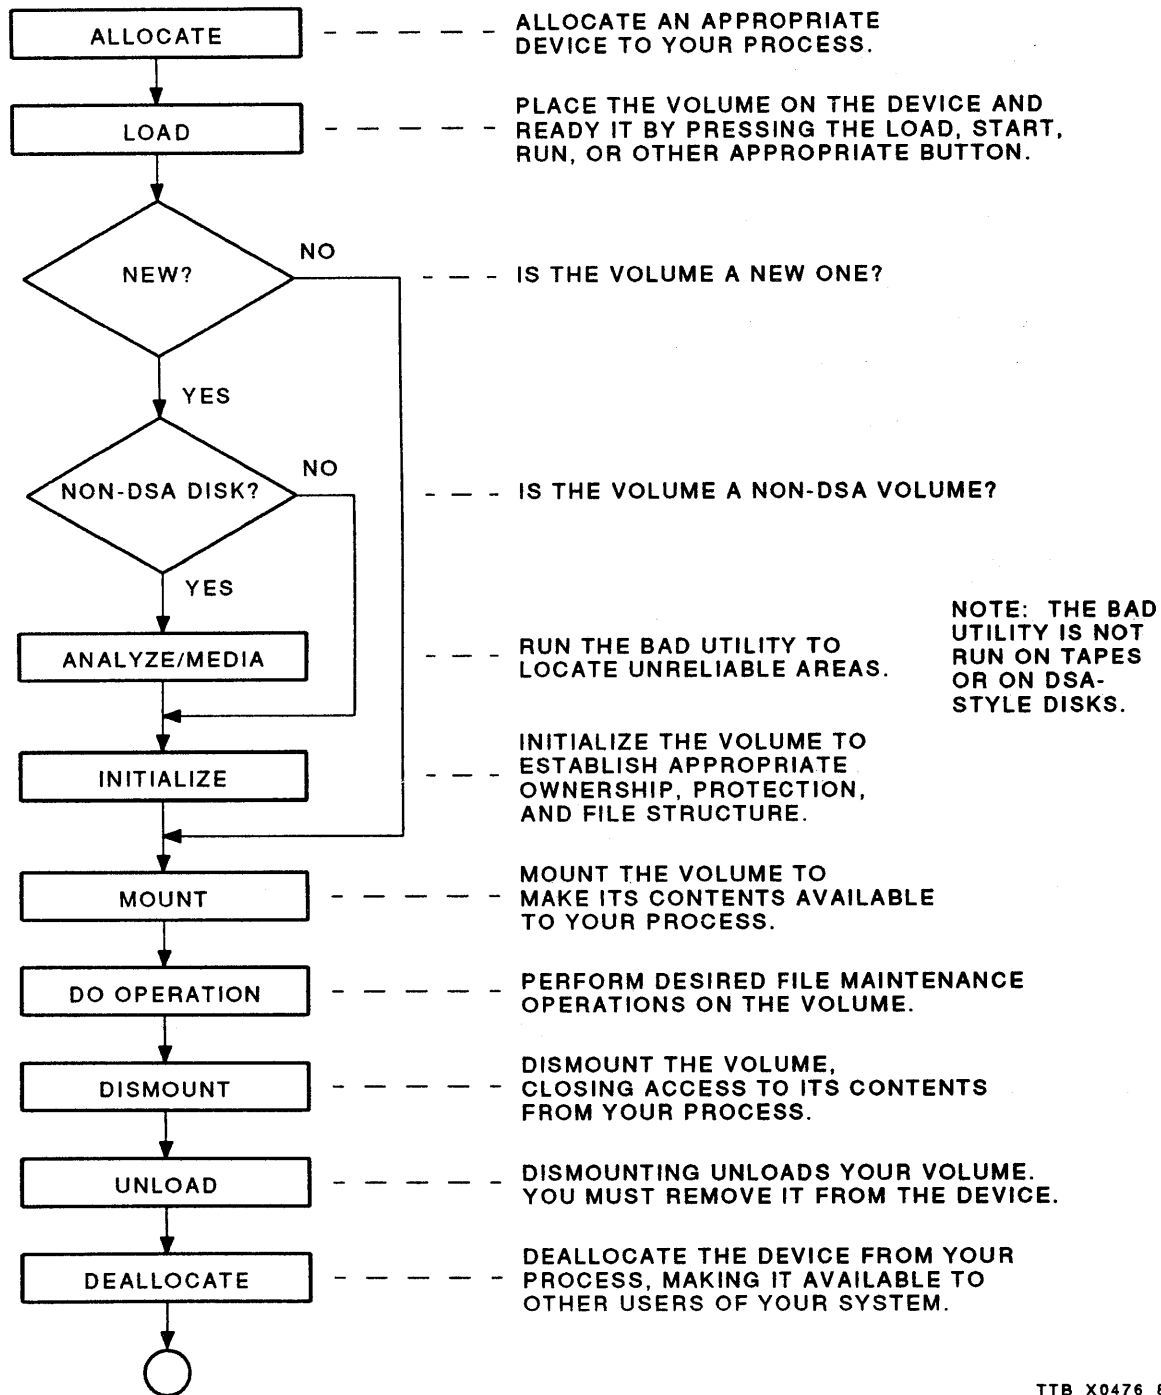 ALLOCATE
ALLOCATE AN APPROPRIATE
DEVICE TO YOUR PROCESS.
LOAD
PLACE THE VOLUME ON THE DEVICE AND
READY IT BY PRESSING THE LOAD, START,
RUN, OR OTHER APPROPRIATE BUTTON.
NO
NEW?
IS THE VOLUME A NEW ONE?
YES
NO
NON-DSA DISK?
IS THE VOLUME A NON-DSA VOLUME?
YES
ANALYZE/MEDIA
RUN THE BAD UTILITY TO
LOCATE UNRELIABLE AREAS.
NOTE: THE BAD
UTILITY IS NOT
RUN ON TAPES
OR ON DSA-
STYLE DISKS.
INITIALIZE
INITIALIZE THE VOLUME TO
ESTABLISH APPROPRIATE
OWNERSHIP, PROTECTION,
AND FILE STRUCTURE.
MOUNT
MOUNT THE VOLUME TO
MAKE ITS CONTENTS AVAILABLE
TO YOUR PROCESS.
DO OPERATION
PERFORM DESIRED FILE MAINTENANCE
OPERATIONS ON THE VOLUME.
DISMOUNT
DISMOUNT THE VOLUME,
CLOSING ACCESS TO ITS CONTENTS
FROM YOUR PROCESS.
UNLOAD
DISMOUNTING UNLOADS YOUR VOLUME.
YOU MUST REMOVE IT FROM THE DEVICE.
DEALLOCATE
DEALLOCATE THE DEVICE FROM YOUR
PROCESS, MAKING IT AVAILABLE TO
OTHER USERS OF YOUR SYSTEM.
TTB X0476